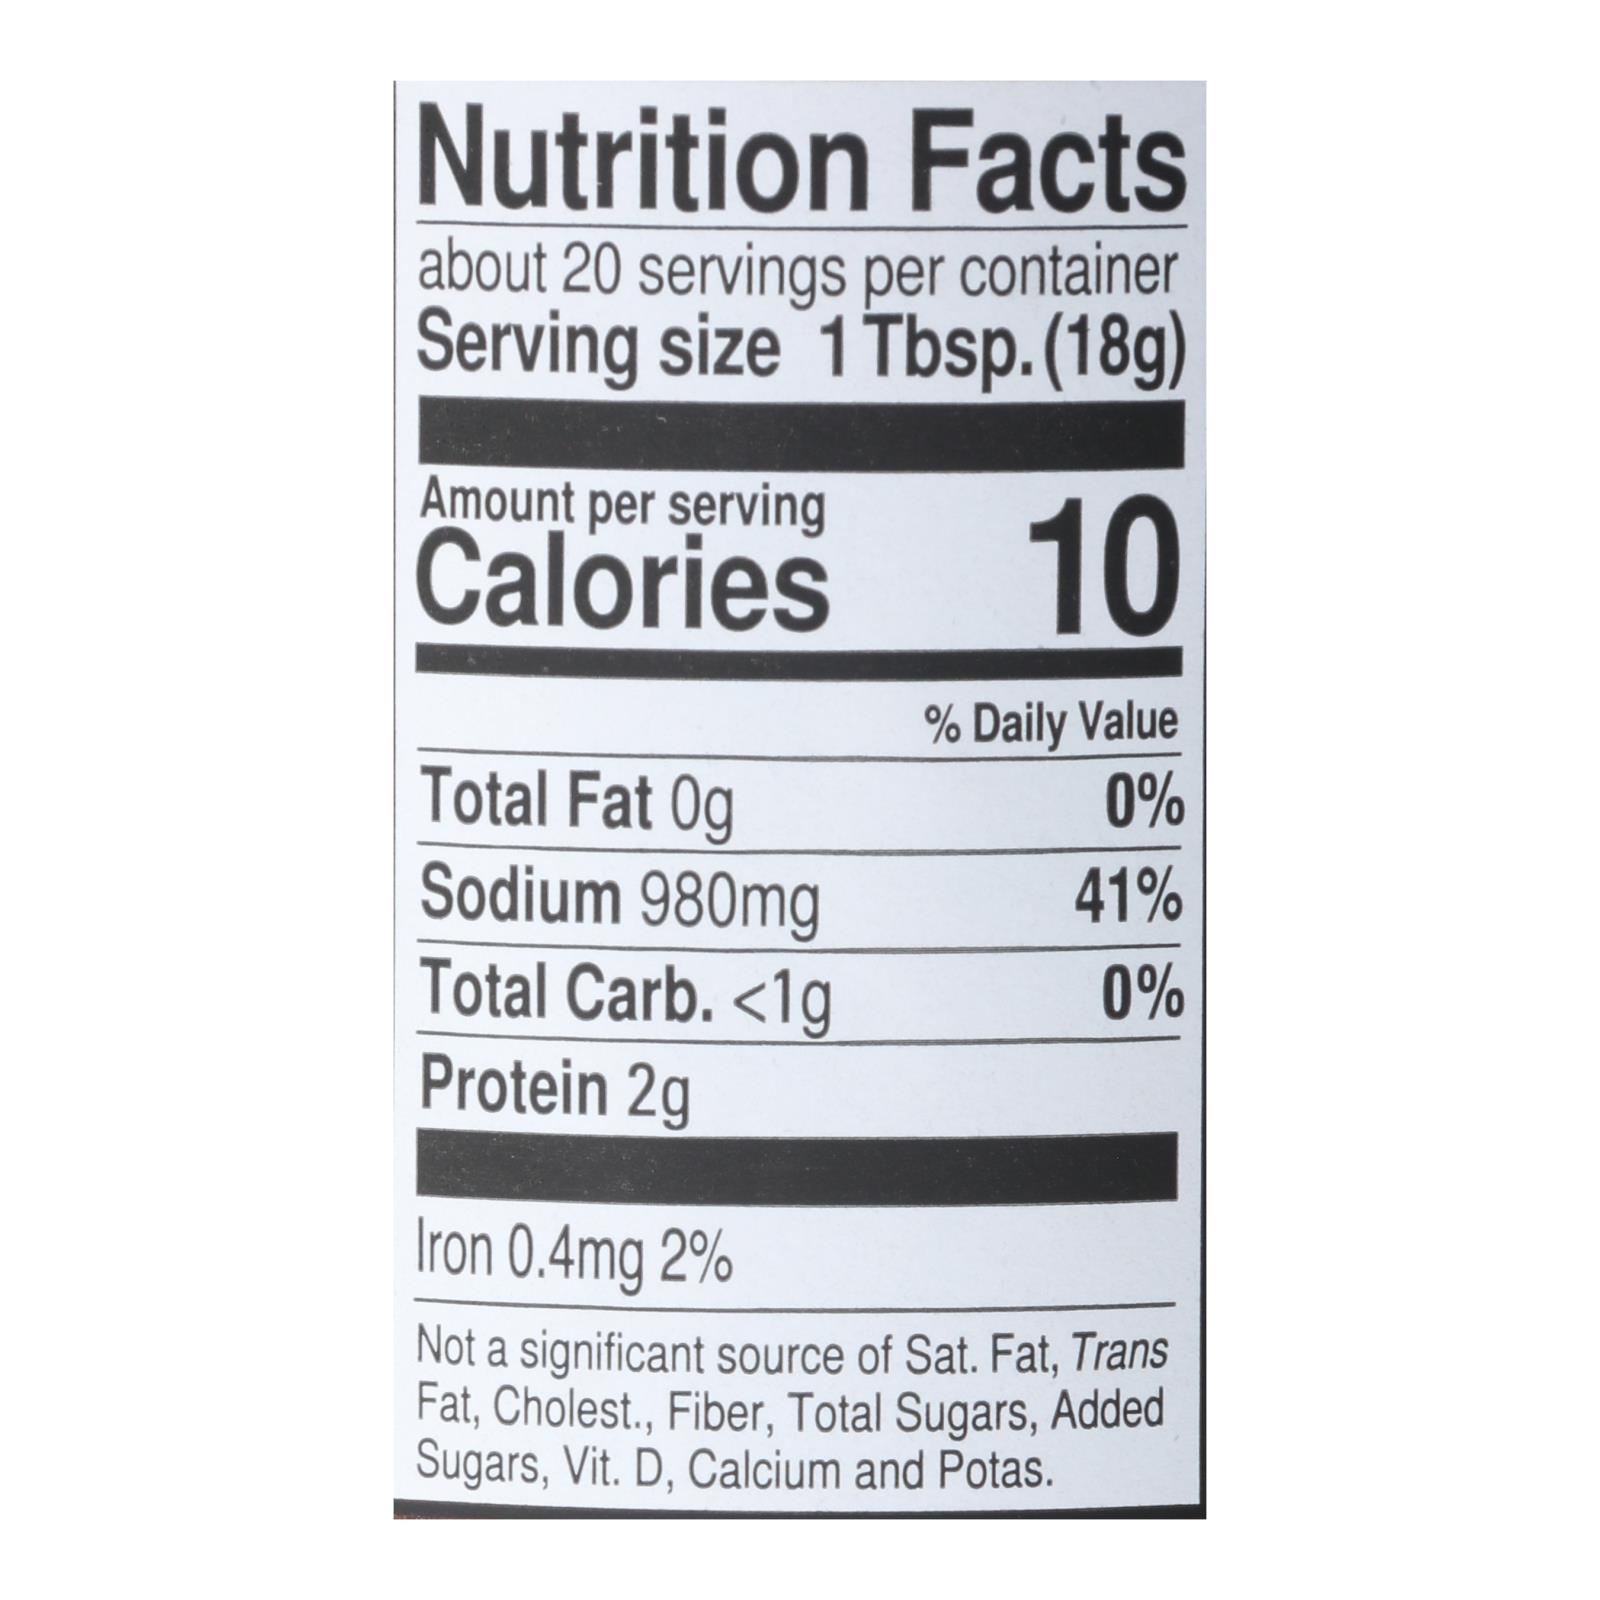 Nutrition Facts
about 20 servings per container
Serving size 1 Tbsp. (18g)
Amount per serving
Calories 10
% Daily Value
Total Fat 0g 0%
Sodium 980mg 41%
Total Carb. <1g 0%
Protein 2g
Iron 0.4mg 2%
Not a significant source of Sat. Fat, Trans
Fat, Cholest., Fiber, Total Sugars, Added
Sugars, Vit. D, Calcium and Potas.